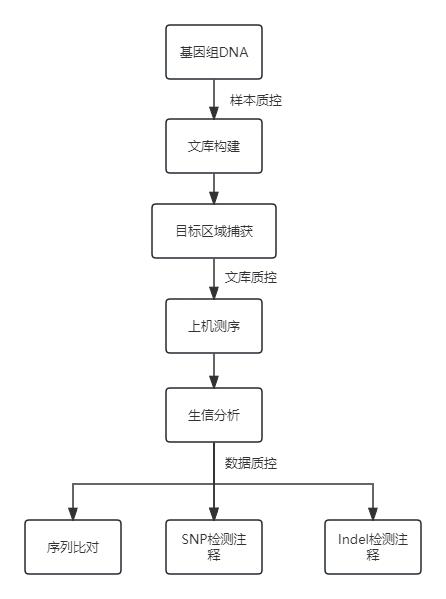 基因组DNA
样本质控
文库构建
目标区域捕获
文库质控
上机测序
生信分析
数据质控
序列比对
SNP检测注
释
Indel检测注
释